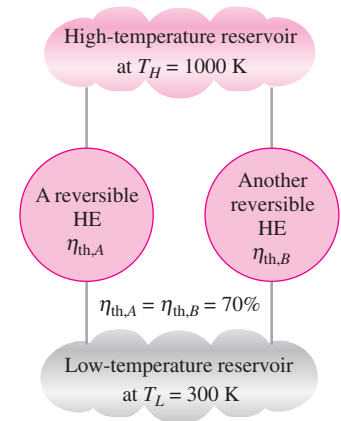 High-temperature reservoir
at T_H = 1000 K
A reversible
HE
η_th,A
Another
reversible
HE
η_th,B
η_th,A = η_th,B = 70%
Low-temperature reservoir
at T_L = 300 K